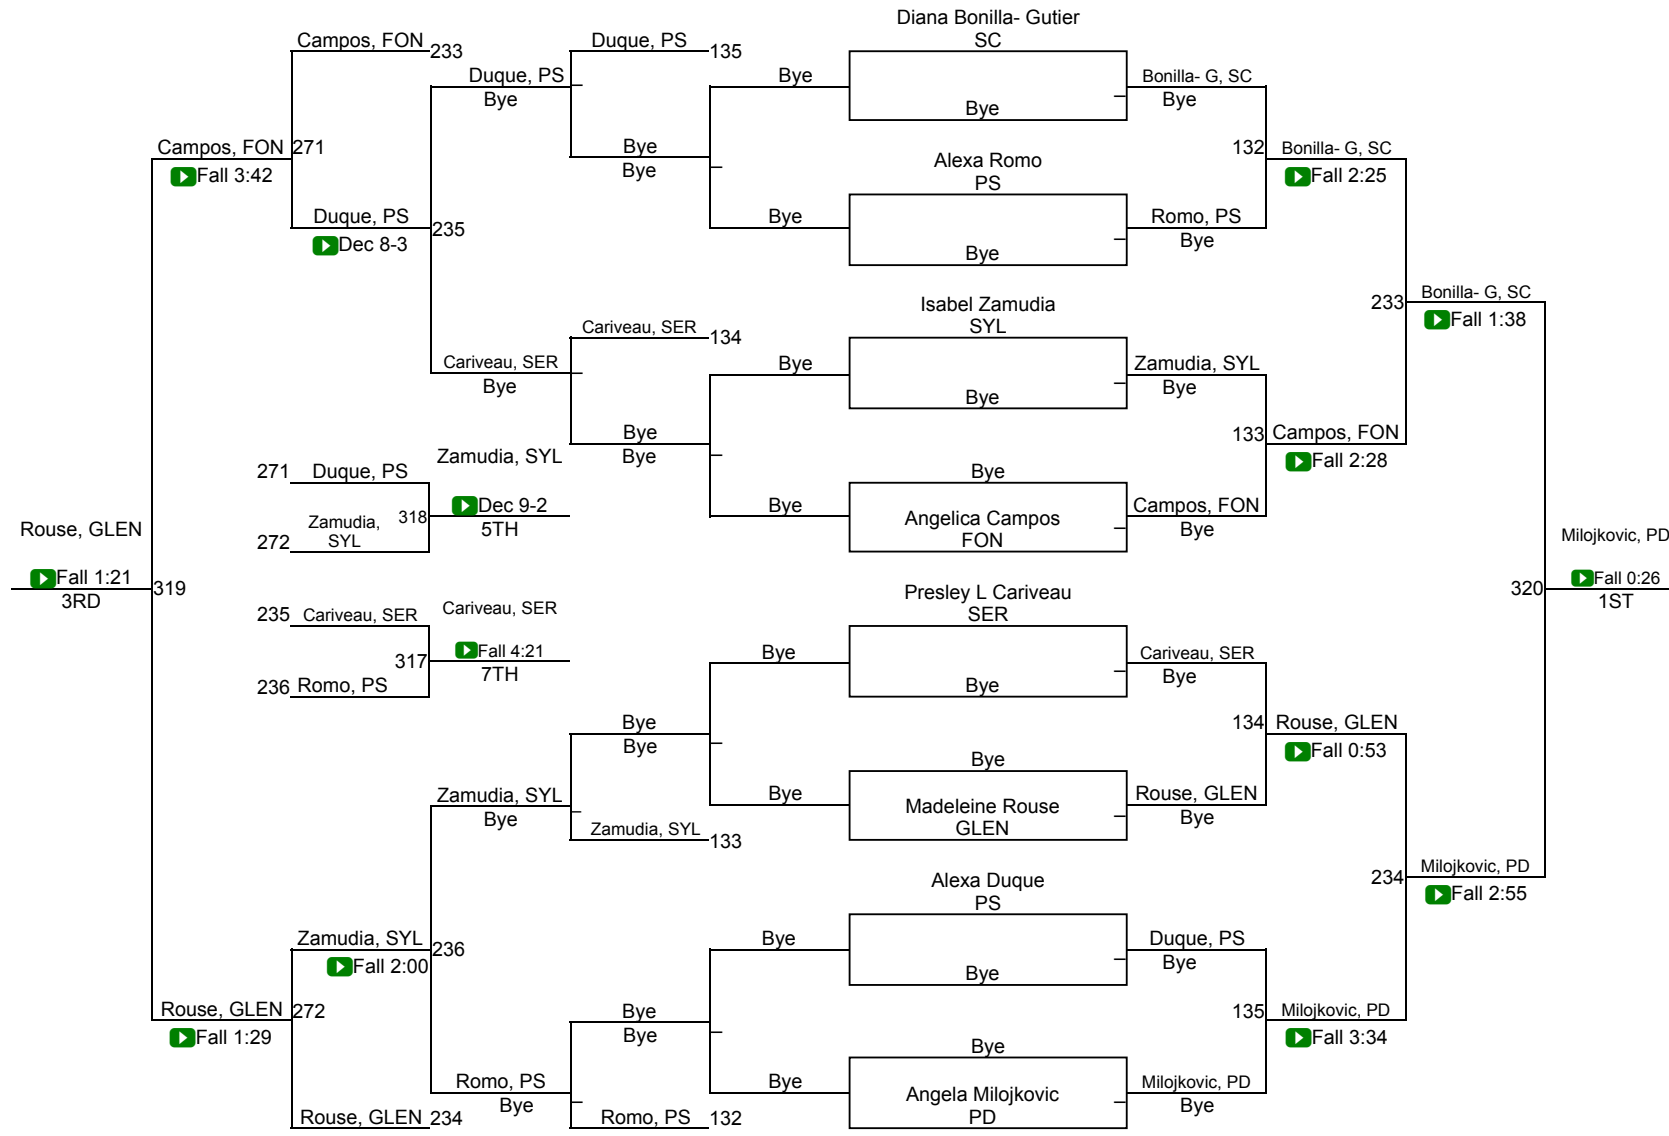 Diana Bonilla- Gutier
SC
Campos, FON 233
Duque, PS 135
Duque, PS
Bye
Bye
Bye
Bonilla- G, SC
Bye
Campos, FON 271
Fall 3:42
Bye
Bye
Alexa Romo
PS
132 Bonilla- G, SC
Fall 2:25
Duque, PS 235
Dec 8-3
Bye
Bye
Romo, PS
Bye
Isabel Zamudia
SYL
233 Bonilla- G, SC
Fall 1:38
Cariveau, SER 134
Cariveau, SER
Bye
Bye
Bye
Zamudia, SYL
Bye
Bye
Bye
133 Campos, FON
Fall 2:28
Zamudia, SYL
271 Duque, PS
Bye
318 Dec 9-2
5TH
Zamudia,
SYL
272
Bye
Angelica Campos
FON
Campos, FON
Bye
Rouse, GLEN
Fall 1:21 319
3RD
Milojkovic, PD
320 Fall 0:26
1ST
Presley L Cariveau
SER
235 Cariveau, SER
Cariveau, SER
317 Fall 4:21
7TH
236 Romo, PS
Bye
Bye
Cariveau, SER
Bye
Bye
Bye
134 Rouse, GLEN
Fall 0:53
Bye
Zamudia, SYL
Bye
Bye
Madeleine Rouse
GLEN
Rouse, GLEN
Bye
Zamudia, SYL 133
Alexa Duque
PS
234 Milojkovic, PD
Fall 2:55
Zamudia, SYL 236
Fall 2:00
Bye
Bye
Duque, PS
Bye
Rouse, GLEN 272
Fall 1:29
Bye
Bye
135 Milojkovic, PD
Fall 3:34
Bye
Romo, PS
Bye
Bye
Angela Milojkovic
PD
Milojkovic, PD
Bye
Rouse, GLEN 234
Romo, PS 132